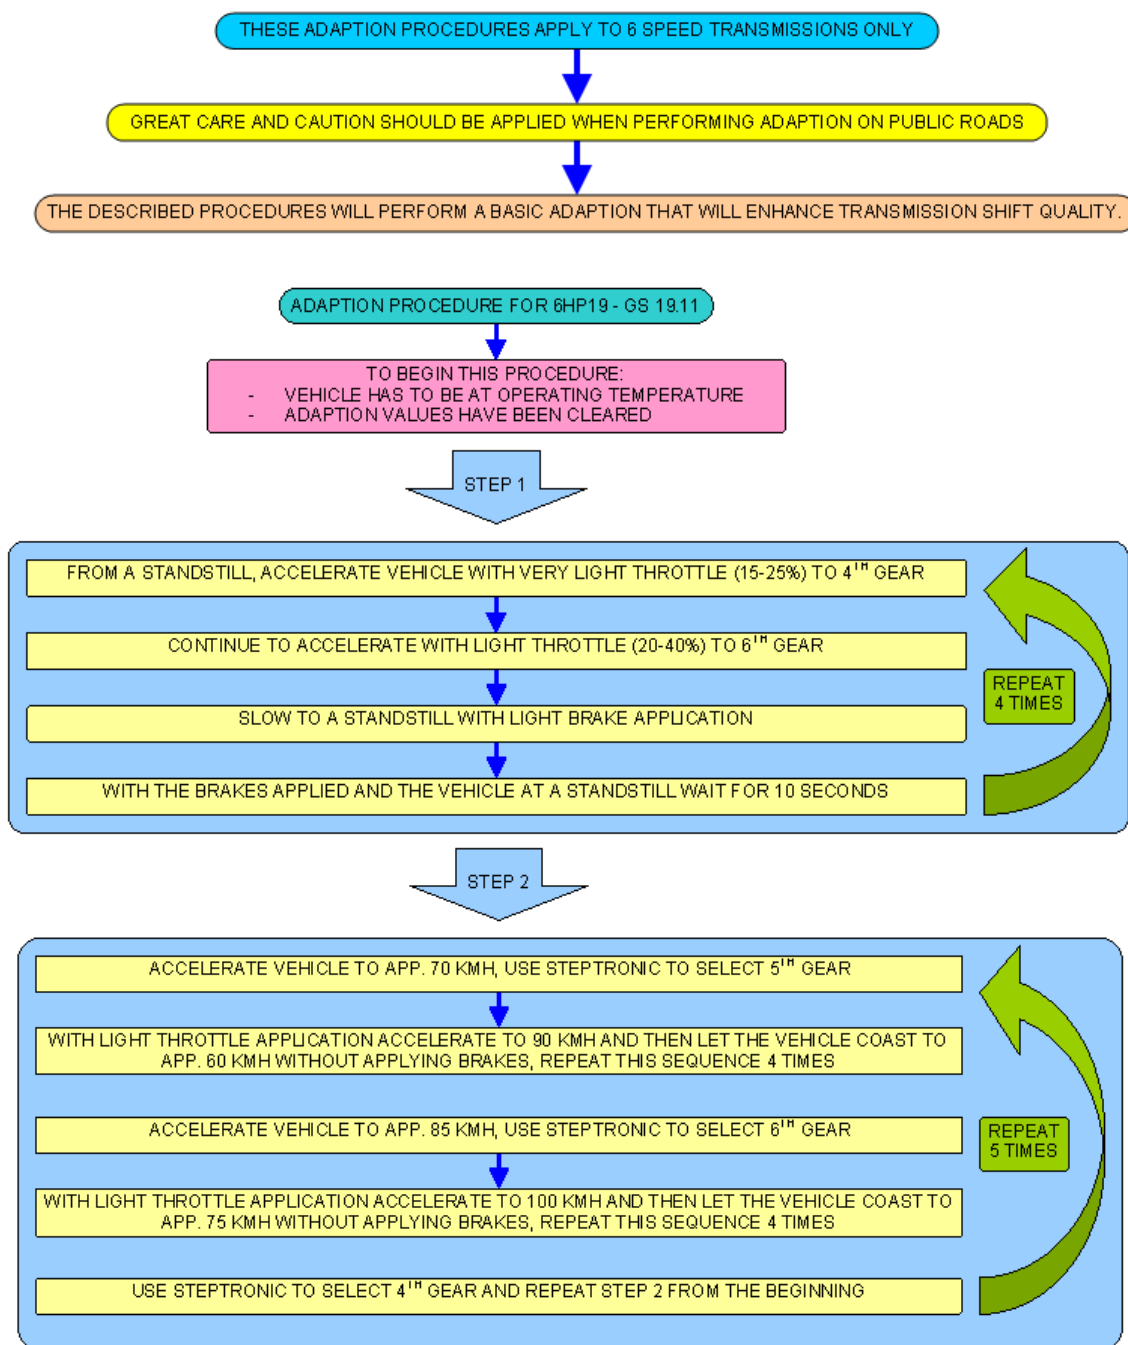 THESE ADAPTION PROCEDURES APPLY TO 6 SPEED TRANSMISSIONS ONLY
GREAT CARE AND CAUTION SHOULD BE APPLIED WHEN PERFORMING ADAPTION ON PUBLIC ROADS
THE DESCRIBED PROCEDURES WILL PERFORM A BASIC ADAPTION THAT WILL ENHANCE TRANSMISSION SHIFT QUALITY.
ADAPTION PROCEDURE FOR 6HP19 - GS 19.11
TO BEGIN THIS PROCEDURE:
- VEHICLE HAS TO BE AT OPERATING TEMPERATURE
- ADAPTION VALUES HAVE BEEN CLEARED
STEP 1
FROM A STANDSTILL, ACCELERATE VEHICLE WITH VERY LIGHT THROTTLE (15-25%) TO 4TH GEAR
CONTINUE TO ACCELERATE WITH LIGHT THROTTLE (20-40%) TO 6TH GEAR
SLOW TO A STANDSTILL WITH LIGHT BRAKE APPLICATION
WITH THE BRAKES APPLIED AND THE VEHICLE AT A STANDSTILL WAIT FOR 10 SECONDS
REPEAT
4 TIMES
STEP 2
ACCELERATE VEHICLE TO APP. 70 KMH, USE STEPTRONIC TO SELECT 5TH GEAR
WITH LIGHT THROTTLE APPLICATION ACCELERATE TO 90 KMH AND THEN LET THE VEHICLE COAST TO
APP. 60 KMH WITHOUT APPLYING BRAKES, REPEAT THIS SEQUENCE 4 TIMES
ACCELERATE VEHICLE TO APP. 85 KMH, USE STEPTRONIC TO SELECT 6TH GEAR
WITH LIGHT THROTTLE APPLICATION ACCELERATE TO 100 KMH AND THEN LET THE VEHICLE COAST TO
APP. 75 KMH WITHOUT APPLYING BRAKES, REPEAT THIS SEQUENCE 4 TIMES
USE STEPTRONIC TO SELECT 4TH GEAR AND REPEAT STEP 2 FROM THE BEGINNING
REPEAT
5 TIMES